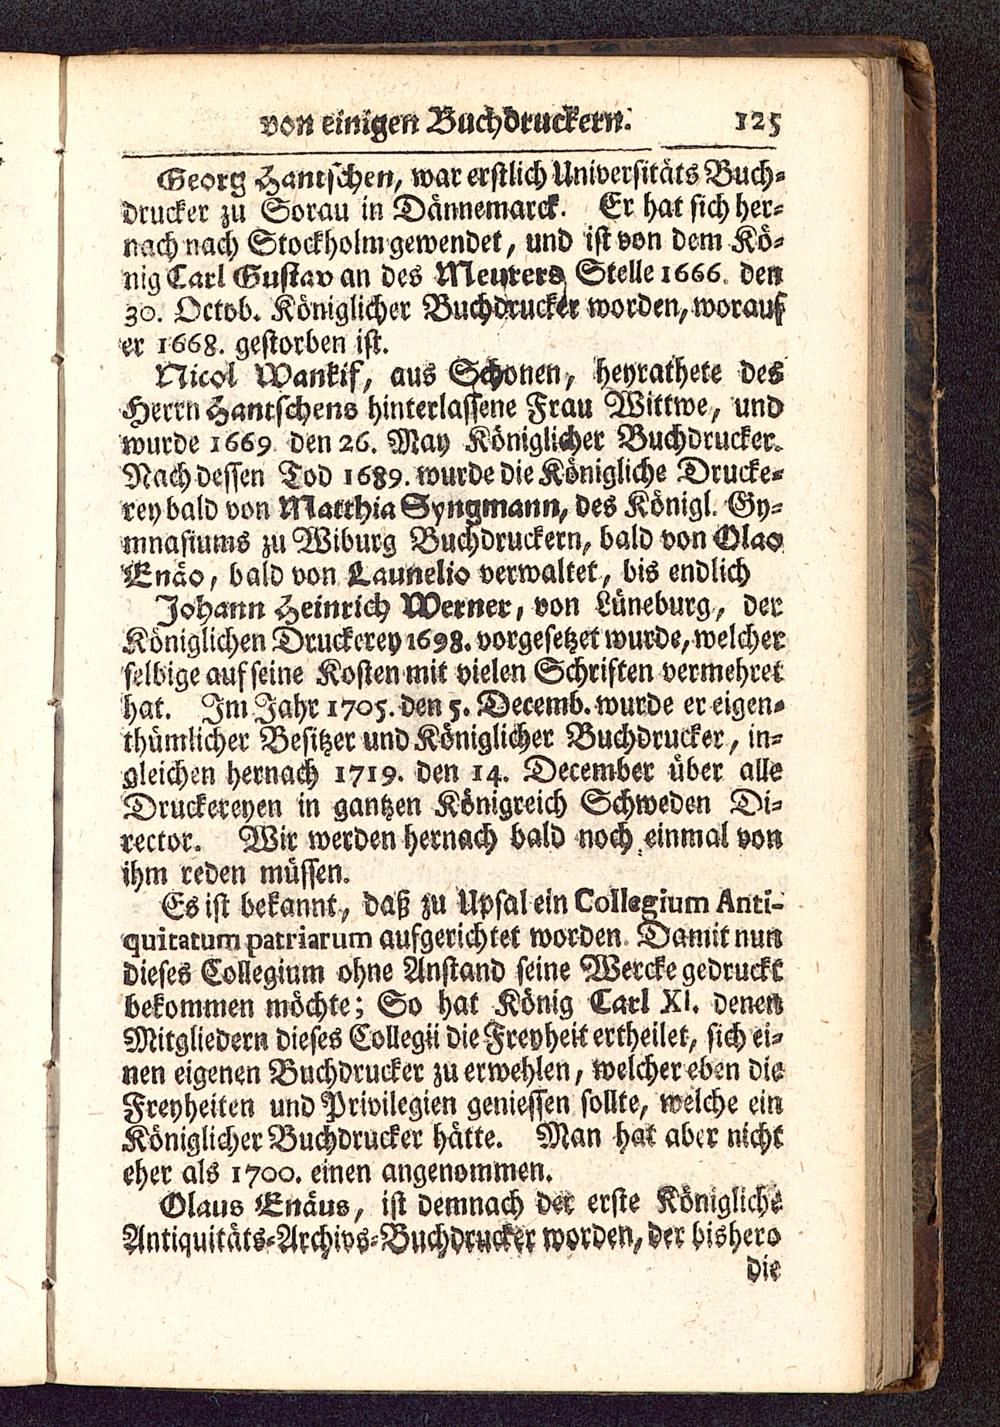 von einigen Buchdruckern. 125
Georg Hantschen, war erstlich Universitäts Buch-
drucker zu Sorau in Dännemarck. Er hat sich her-
nach nach Stockholm gewendet, und ist von dem Kö-
nig Carl Gustav an des Meurers Stelle 1666. den
30. Octob. Königlicher Buchdrucker worden, worauf
er 1668. gestorben ist.
Nicol Wankif, aus Schonen, heyrathete des
Herrn Hantschens hinterlassene Frau Wittwe, und
wurde 1669 den 26. May Königlicher Buchdrucker.
Nach dessen Tod 1689. wurde die Königliche Drucke-
rey bald von Matthia Syngmann, des Königl. Gy-
mnasiums zu Wiburg Buchdruckern, bald von Olao
Enäo, bald von Launelio verwaltet, bis endlich
Johann Heinrich Werner, von Lüneburg, der
Königlichen Druckerey 1698. vorgesetzet wurde, welcher
selbige auf seine Kosten mit vielen Schriften vermehret
hat. Im Jahr 1705. den 5. Decemb. wurde er eigen-
thümlicher Besitzer und Königlicher Buchdrucker, in-
gleichen hernach 1719. den 14. December über alle
Druckereyen in gantzen Königreich Schweden Di-
rector. Wir werden hernach bald noch einmal von
ihm reden müssen.
Es ist bekannt, daß zu Upsal ein Collegium Anti-
quitatum patriarum aufgerichtet worden. Damit nun
dieses Collegium ohne Anstand seine Wercke gedruckt
bekommen möchte; So hat König Carl XI. denen
Mitgliedern dieses Collegii die Freyheit ertheilet, sich ei-
nen eigenen Buchdrucker zu erwehlen, welcher eben die
Freyheiten und Privilegien geniessen sollte, welche ein
Königlicher Buchdrucker hätte. Man hat aber nicht
eher als 1700. einen angenommen.
Olaus Enäus, ist demnach der erste Königliche
Antiquitäts-Archivs-Buchdrucker worden, der bishero
die